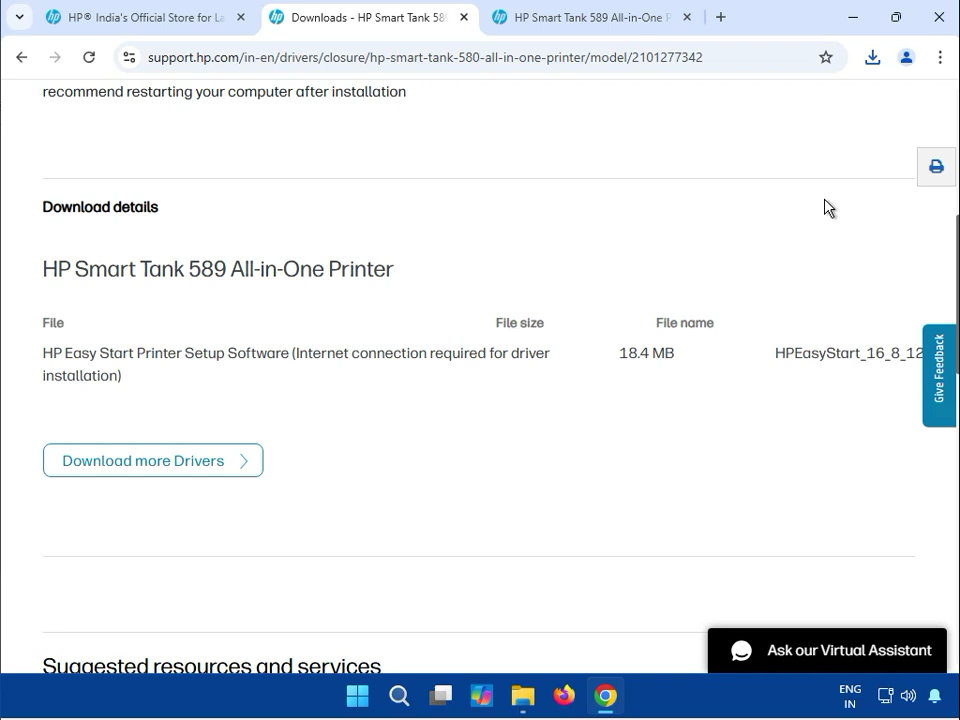 HP® India's Official Store for La
Downloads - HP Smart Tank 58
HP Smart Tank 589 All-in-One P
support.hp.com/in-en/drivers/closure/hp-smart-tank-580-all-in-one-printer/model/2101277342
recommend restarting your computer after installation
Download details
HP Smart Tank 589 All-in-One Printer
File File size File name
HP Easy Start Printer Setup Software (Internet connection required for driver 18.4 MB HPEasyStart_16_8_12
installation)
Give Feedback
Download more Drivers
Ask our Virtual Assistant
Suggested resources and services
ENG
IN